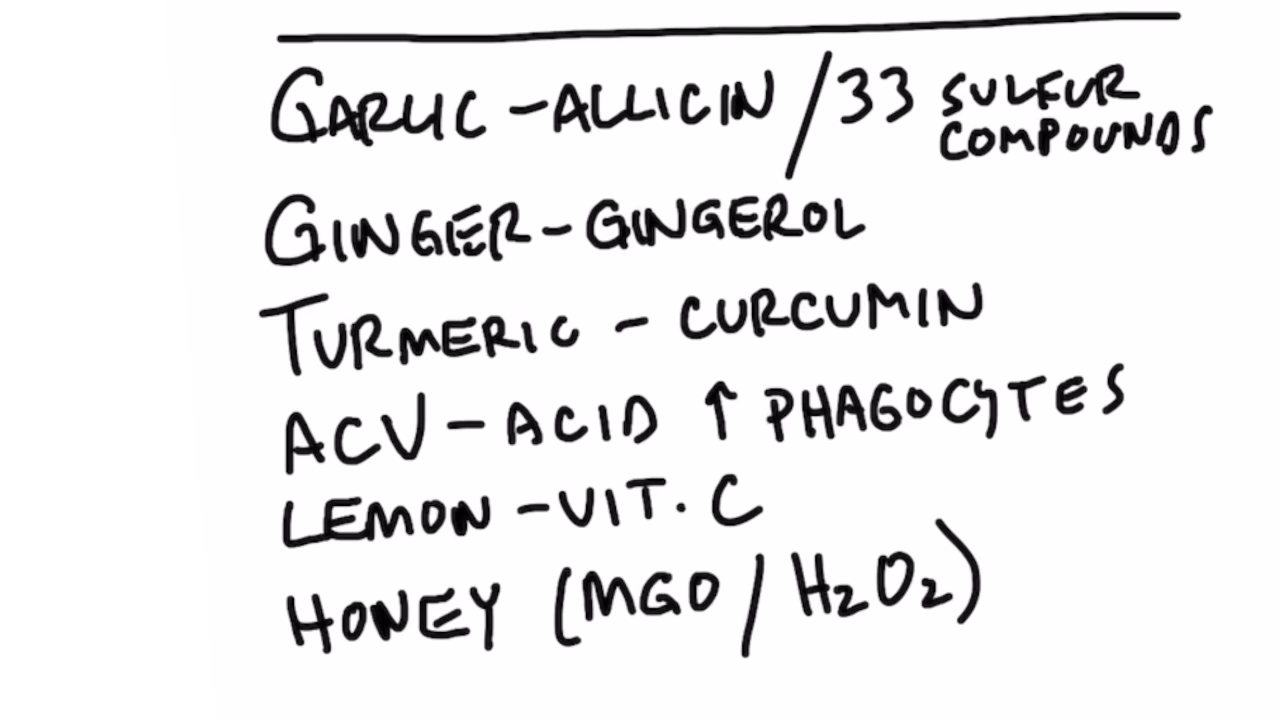 GARLIC - ALLICIN / 33 SULFUR COMPOUNDS
GINGER - GINGEROL
TURMERIC - CURCUMIN
ACV - ACID ↑ PHAGOCYTES
LEMON - VIT. C
HONEY (MGO / H₂O₂)